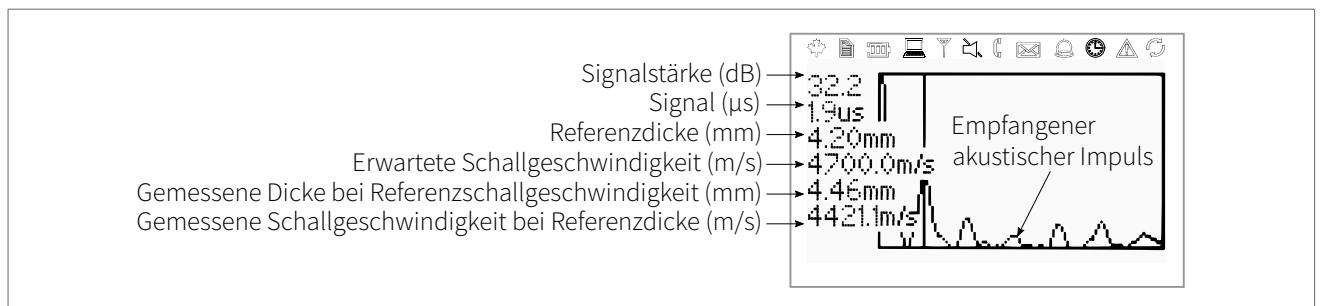 Signalstärke (dB)
Signal (µs)
Referenzdicke (mm)
Erwartete Schallgeschwindigkeit (m/s)
Gemessene Dicke bei Referenzschallgeschwindigkeit (mm)
Gemessene Schallgeschwindigkeit bei Referenzdicke (m/s)
32.2
1.9us
4.20mm
4700.0m/s
4.46mm
4421.1m/s
Empfangener
akustischer Impuls